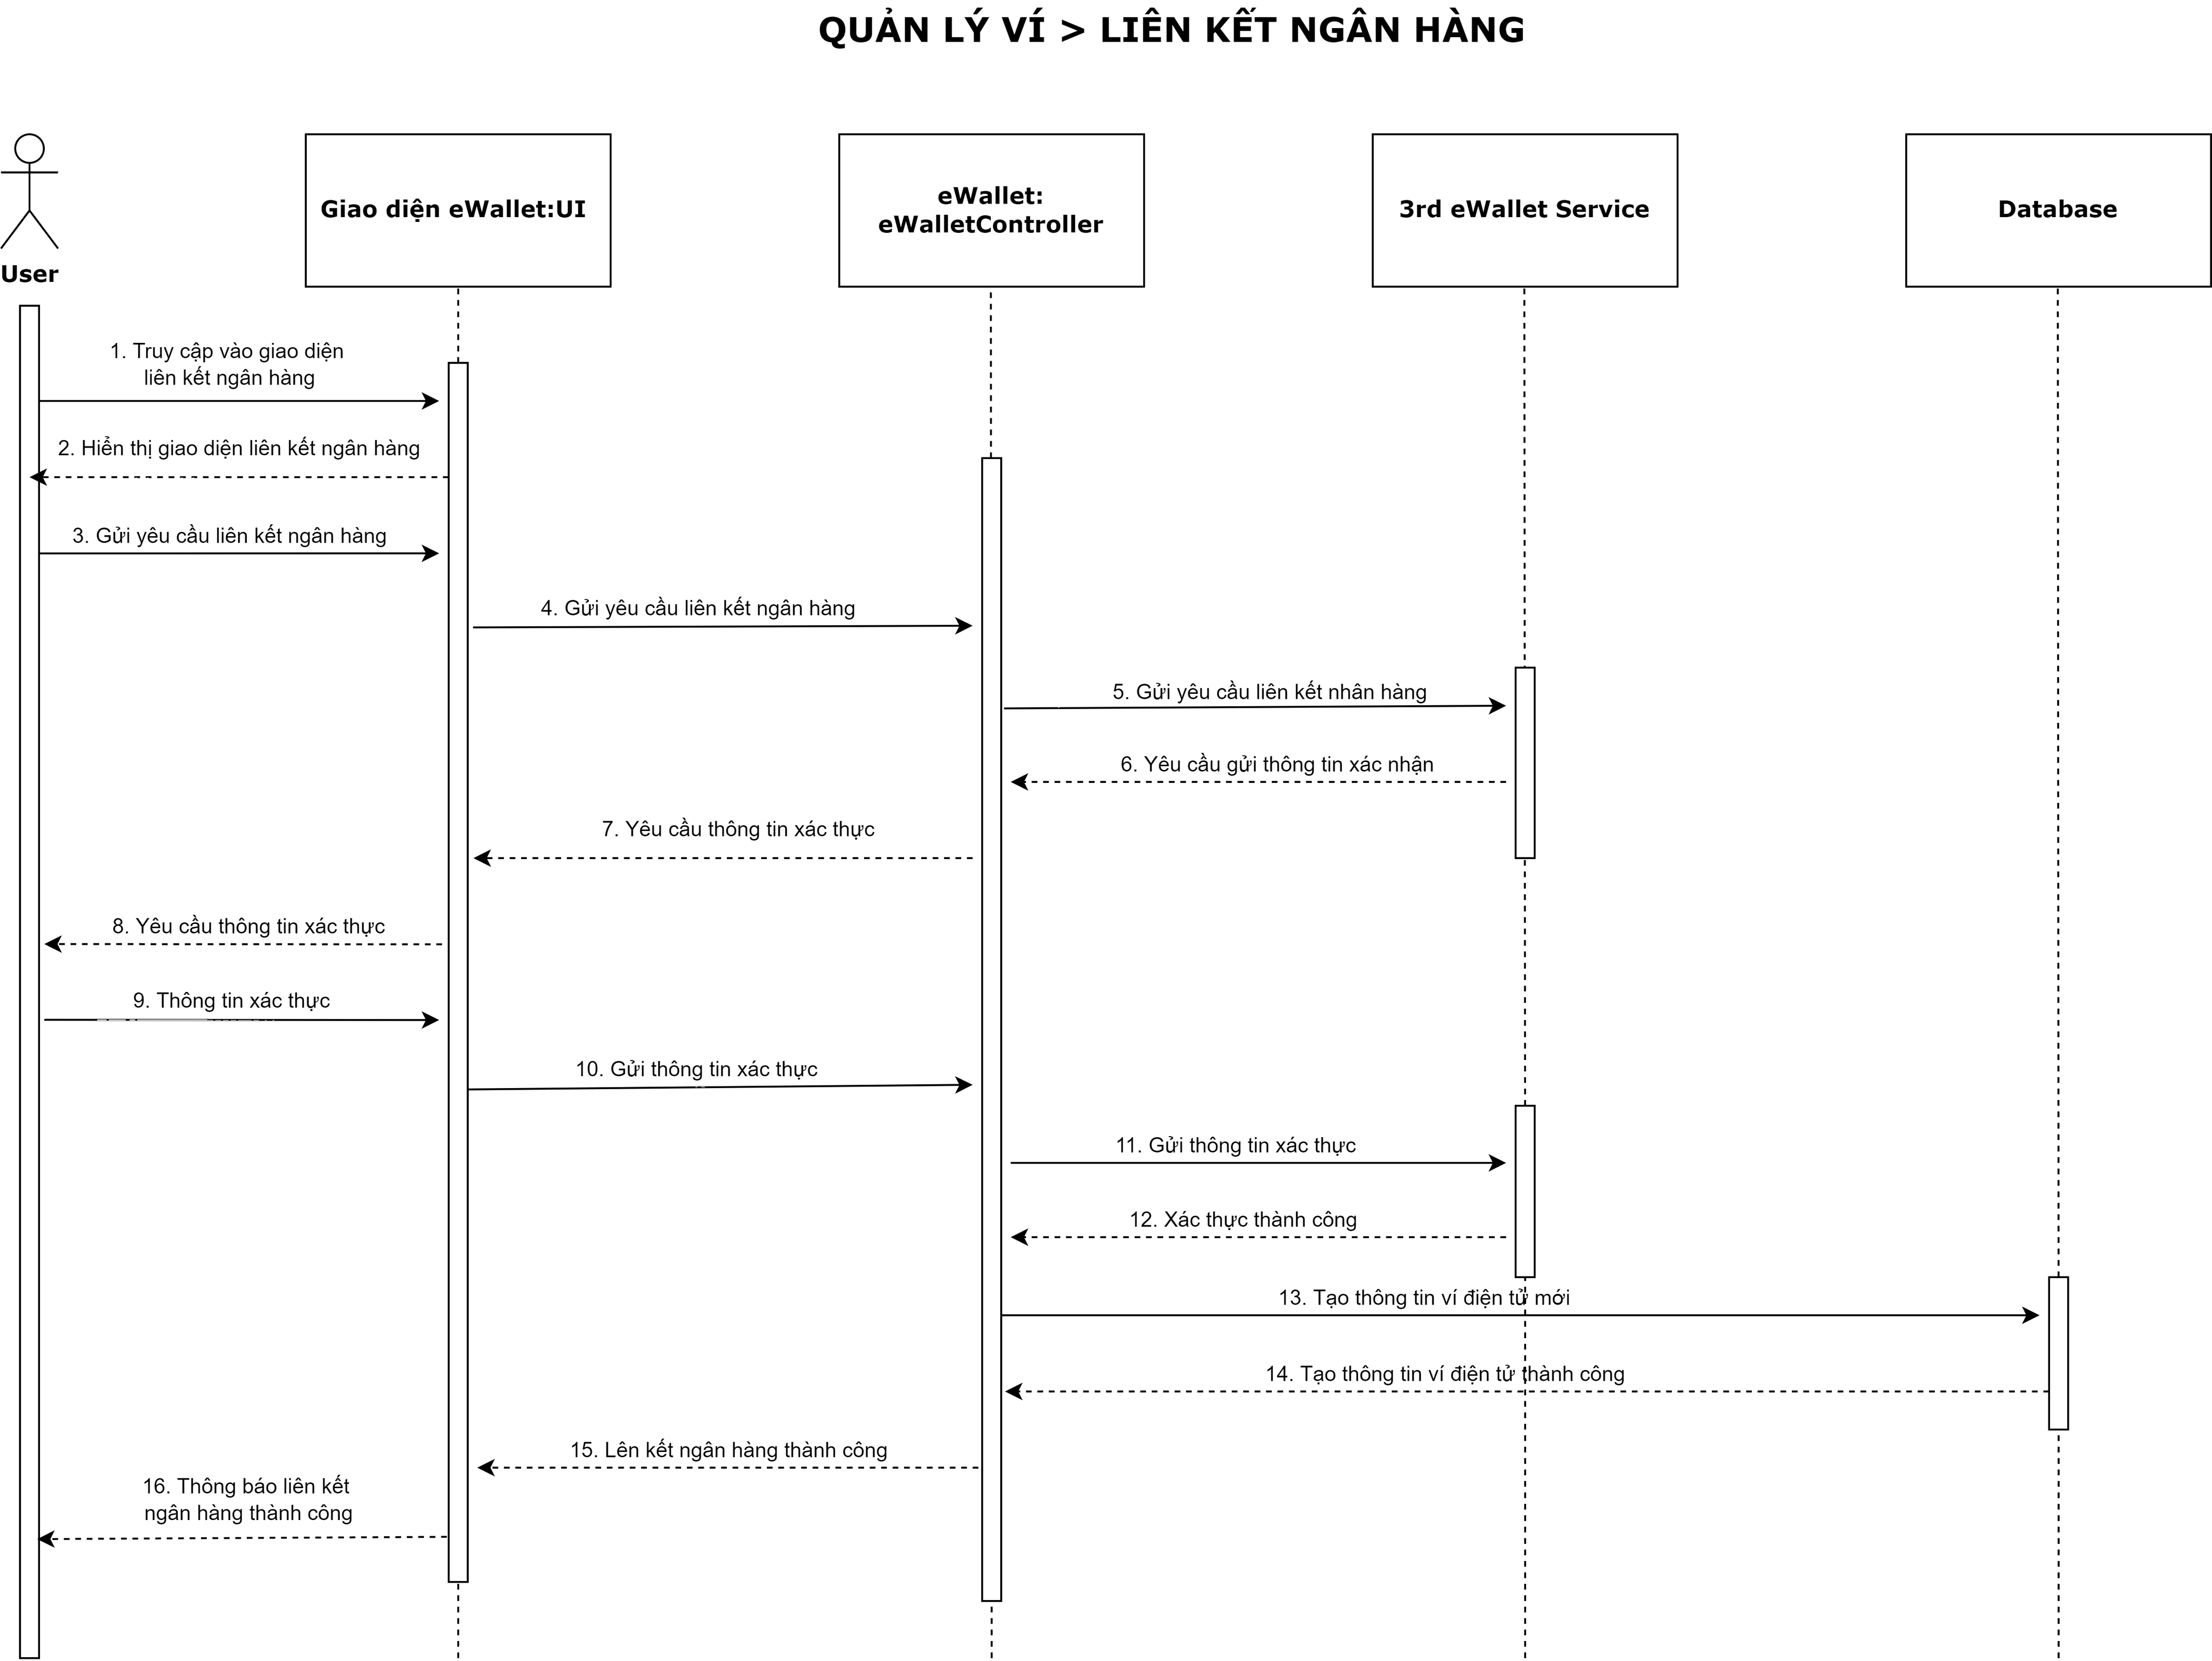 QUẢN LÝ VÍ > LIÊN KẾT NGÂN HÀNG
User
Giao diện eWallet:UI
eWallet:
eWalletController
3rd eWallet Service
Database
1. Truy cập vào giao diện
liên kết ngân hàng
2. Hiển thị giao diện liên kết ngân hàng
3. Gửi yêu cầu liên kết ngân hàng
4. Gửi yêu cầu liên kết ngân hàng
5. Gửi yêu cầu liên kết nhân hàng
6. Yêu cầu gửi thông tin xác nhận
7. Yêu cầu thông tin xác thực
8. Yêu cầu thông tin xác thực
9. Thông tin xác thực
10. Gửi thông tin xác thực
11. Gửi thông tin xác thực
12. Xác thực thành công
13. Tạo thông tin ví điện tử mới
14. Tạo thông tin ví điện tử thành công
15. Lên kết ngân hàng thành công
16. Thông báo liên kết
ngân hàng thành công